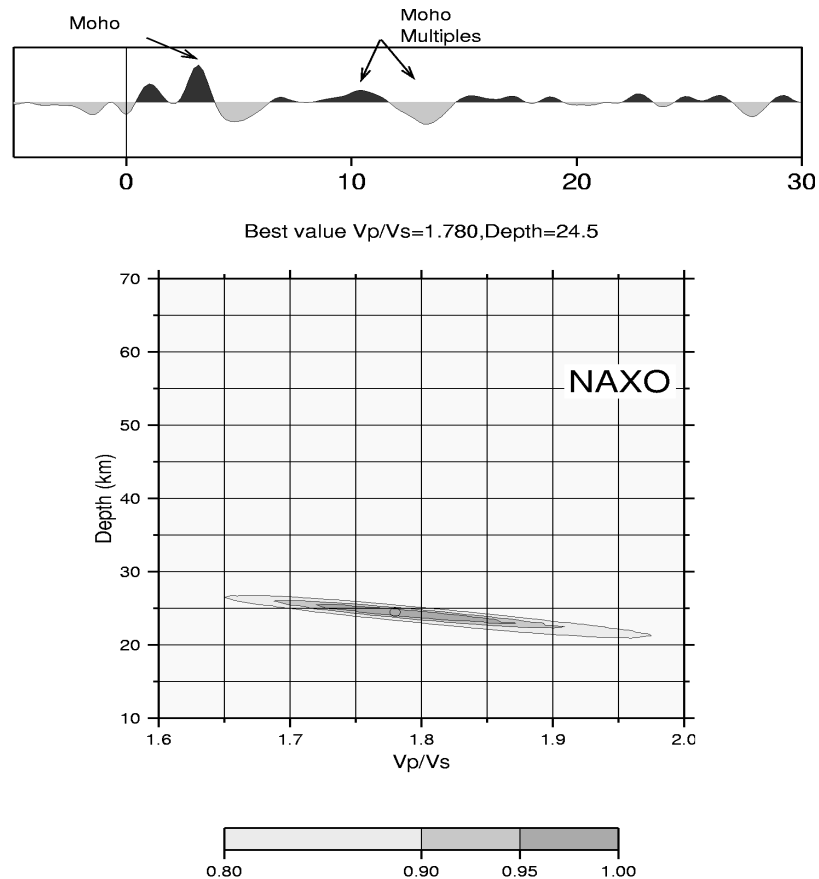 Moho
Moho
Multiples
0 10 20 30
Best value Vp/Vs=1.780,Depth=24.5
70
60
NAXO
50
Depth (km)
40
30
20
10
1.6 1.7 1.8 1.9 2.0
Vp/Vs
0.80 0.90 0.95 1.00